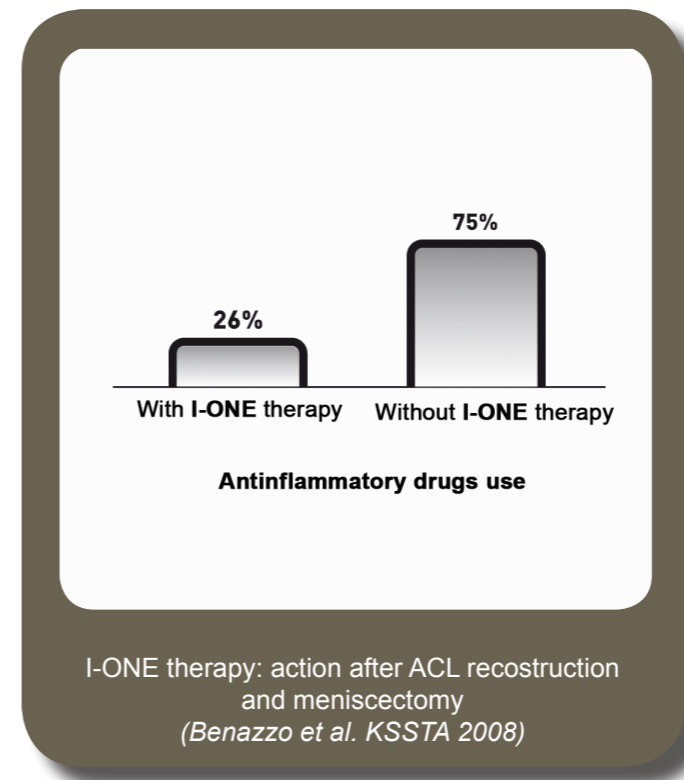 75%
26%
With I-ONE therapy
Without I-ONE therapy
Antinflammatory drugs use
I-ONE therapy: action after ACL recostruction
and meniscectomy
(Benazzo et al. KSSTA 2008)